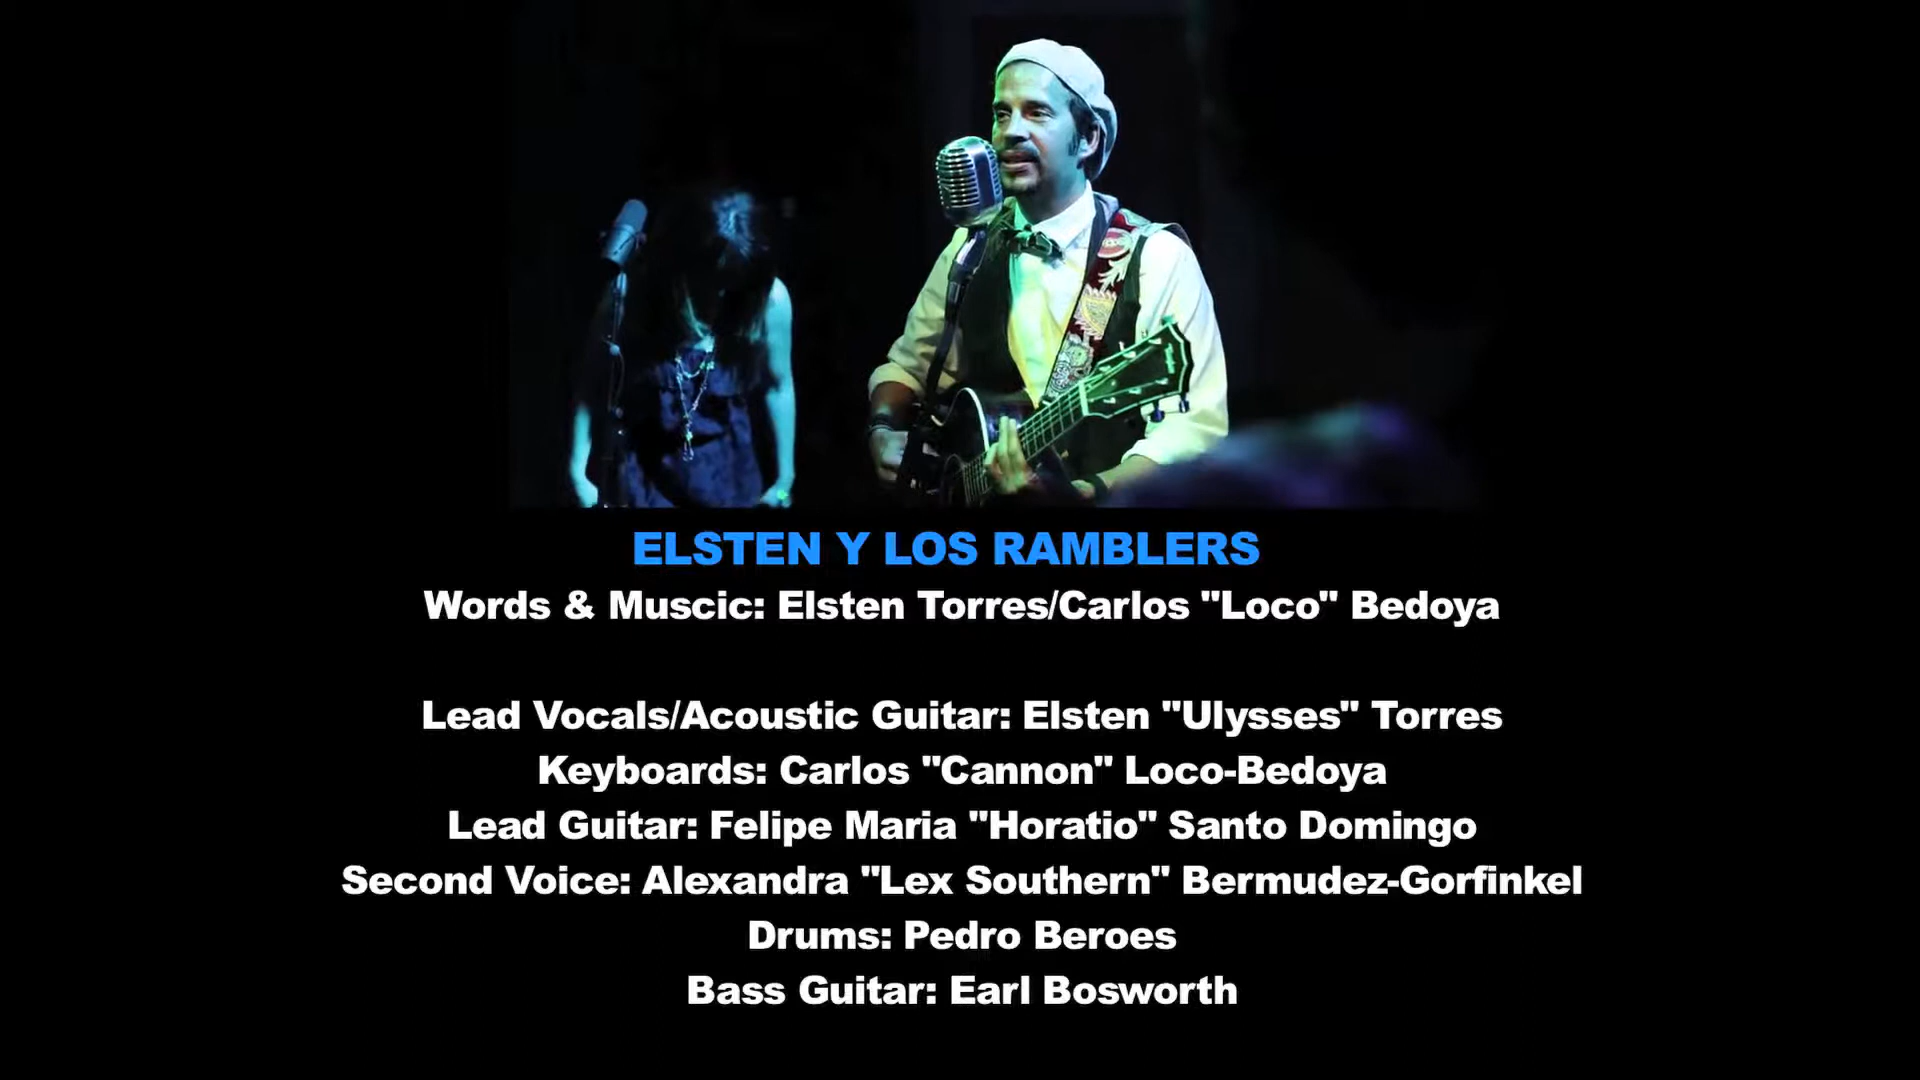 ELSTEN Y LOS RAMBLERS
Words & Muscic: Elsten Torres/Carlos "Loco" Bedoya
Lead Vocals/Acoustic Guitar: Elsten "Ulysses" Torres
Keyboards: Carlos "Cannon" Loco-Bedoya
Lead Guitar: Felipe Maria "Horatio" Santo Domingo
Second Voice: Alexandra "Lex Southern" Bermudez-Gorfinkel
Drums: Pedro Beroes
Bass Guitar: Earl Bosworth